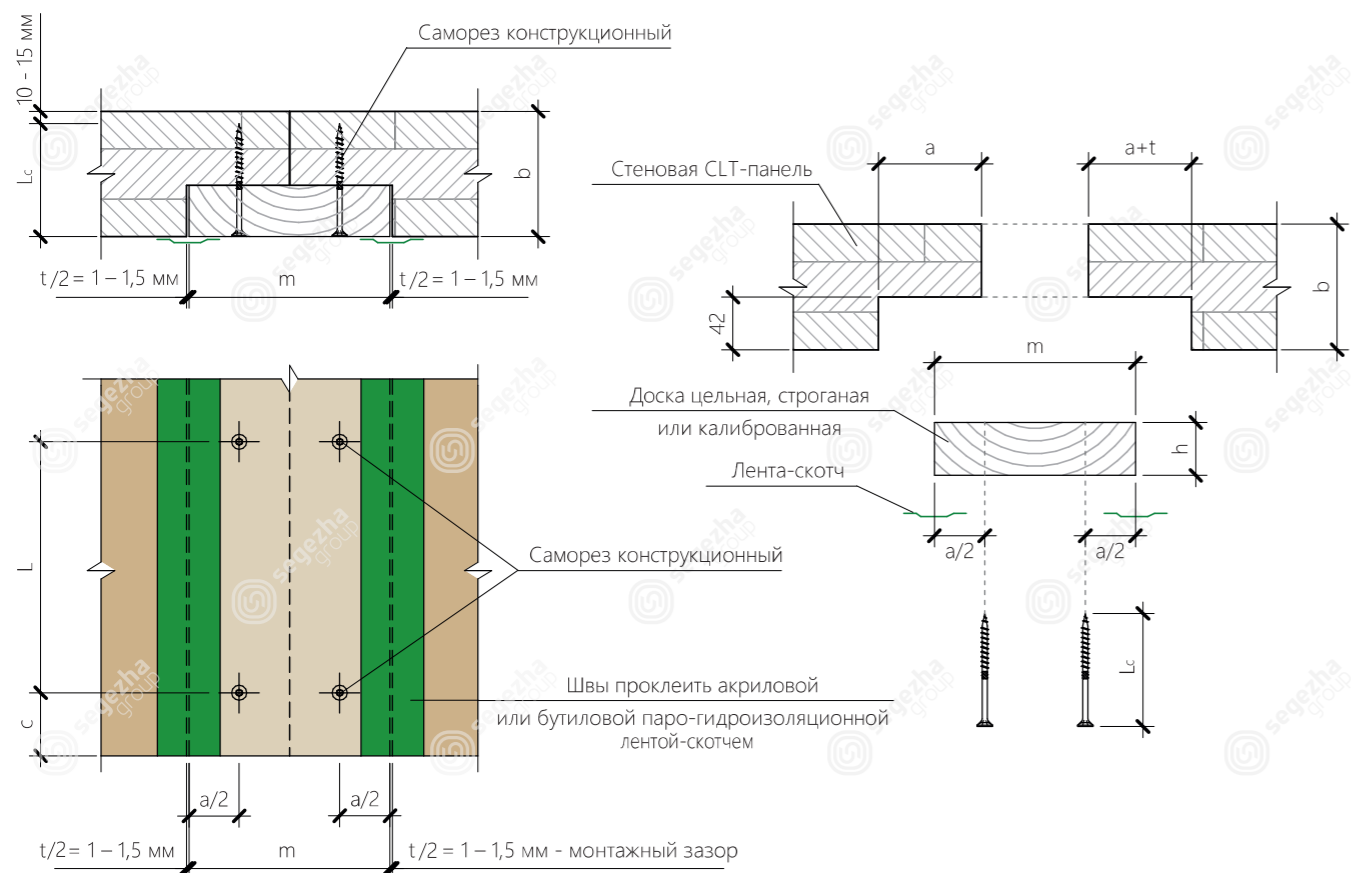 Саморез конструкционный
10 - 15 мм
Lc
b
t/2 = 1 – 1,5 мм
m
t/2 = 1 – 1,5 мм
Стеновая CLT-панель
a
a+t
42
b
m
Доска цельная, строганая
или калиброванная
h
Лента-скотч
a/2
a/2
Lc
L
c
Саморез конструкционный
Швы проклеить акриловой
или бутиловой паро-гидроизоляционной
лентой-скотчем
a/2
a/2
t/2 = 1 – 1,5 мм
m
t/2 = 1 – 1,5 мм - монтажный зазор
segezha
group